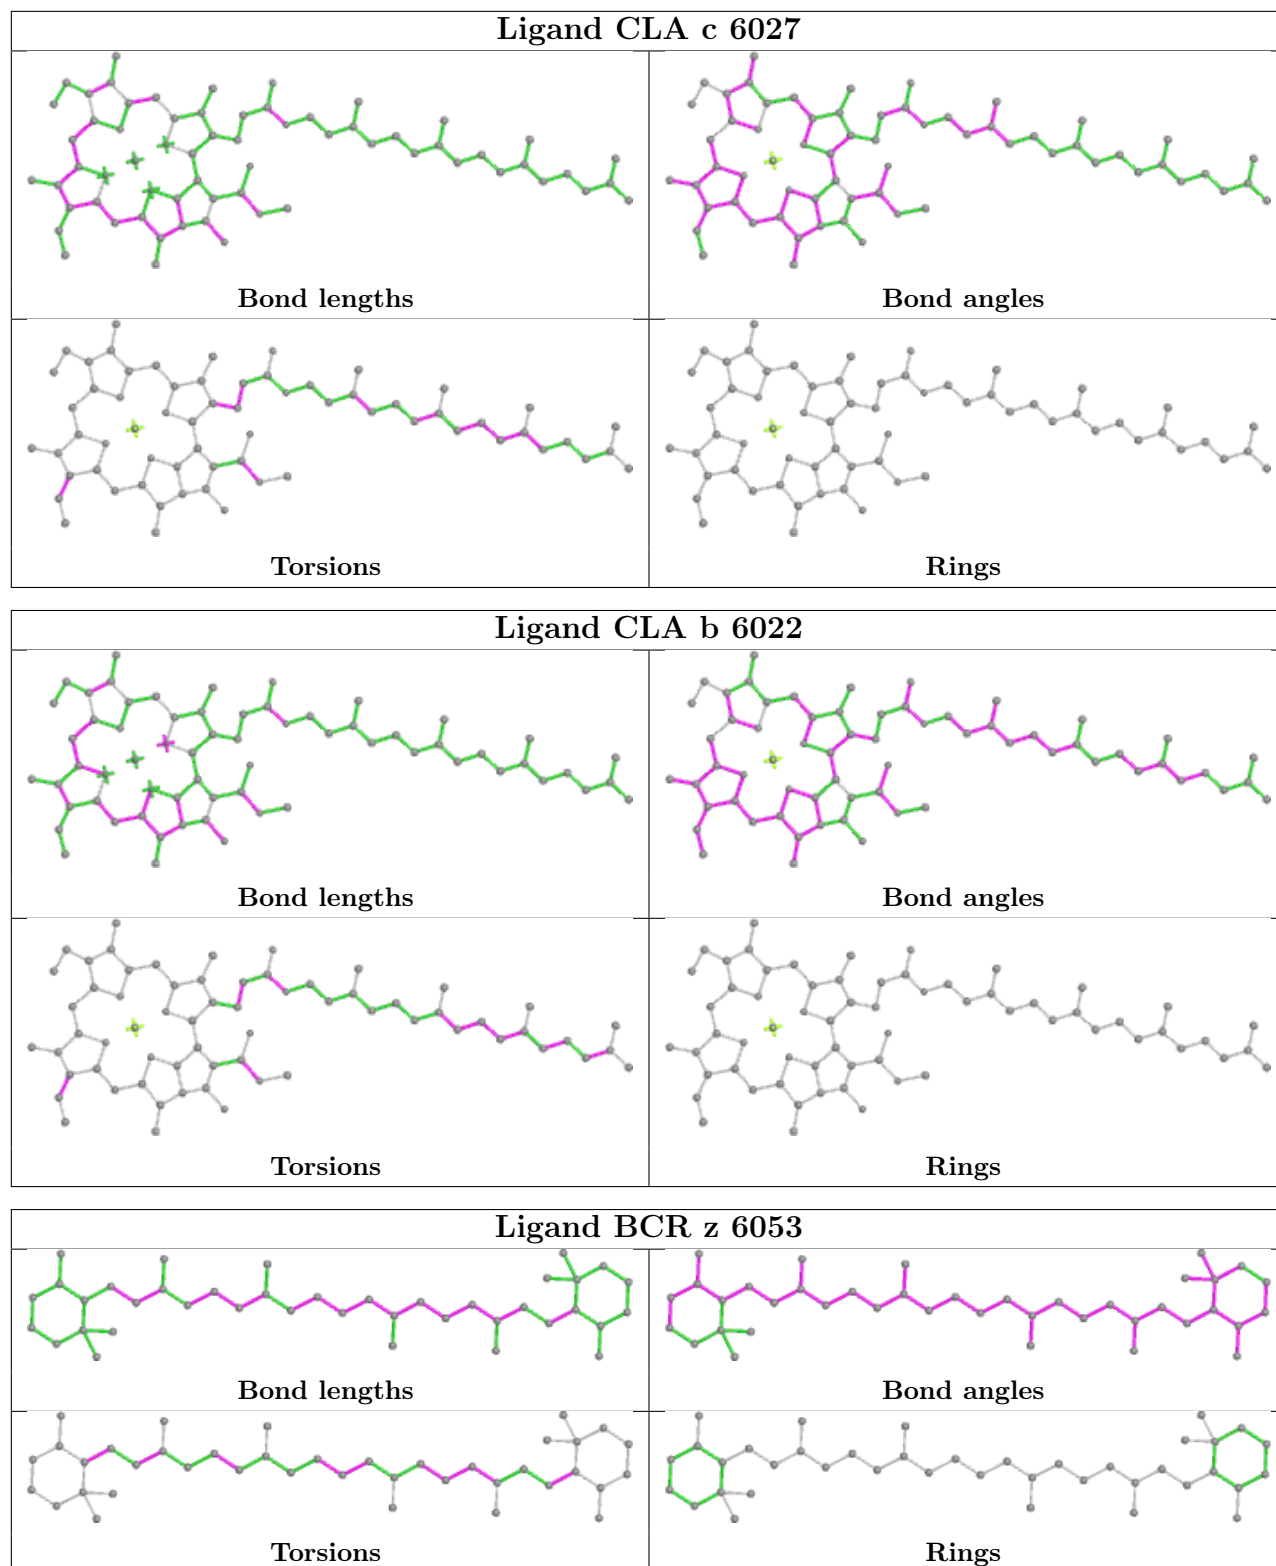 Ligand CLA c 6027
Bond lengths
Bond angles
Torsions
Rings
Ligand CLA b 6022
Bond lengths
Bond angles
Torsions
Rings
Ligand BCR z 6053
Bond lengths
Bond angles
Torsions
Rings